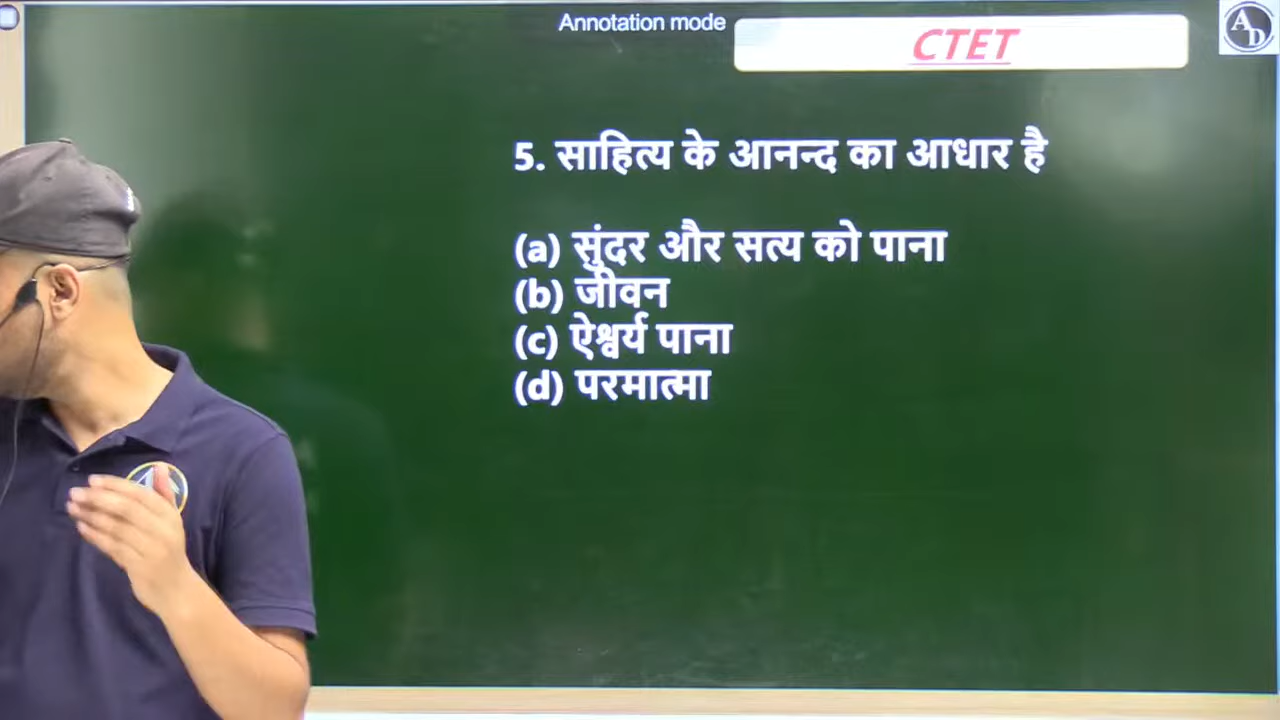 Annotation mode
CTET
AD
5. साहित्य के आनन्द का आधार है
(a) सुंदर और सत्य को पाना
(b) जीवन
(c) ऐश्वर्य पाना
(d) परमात्मा